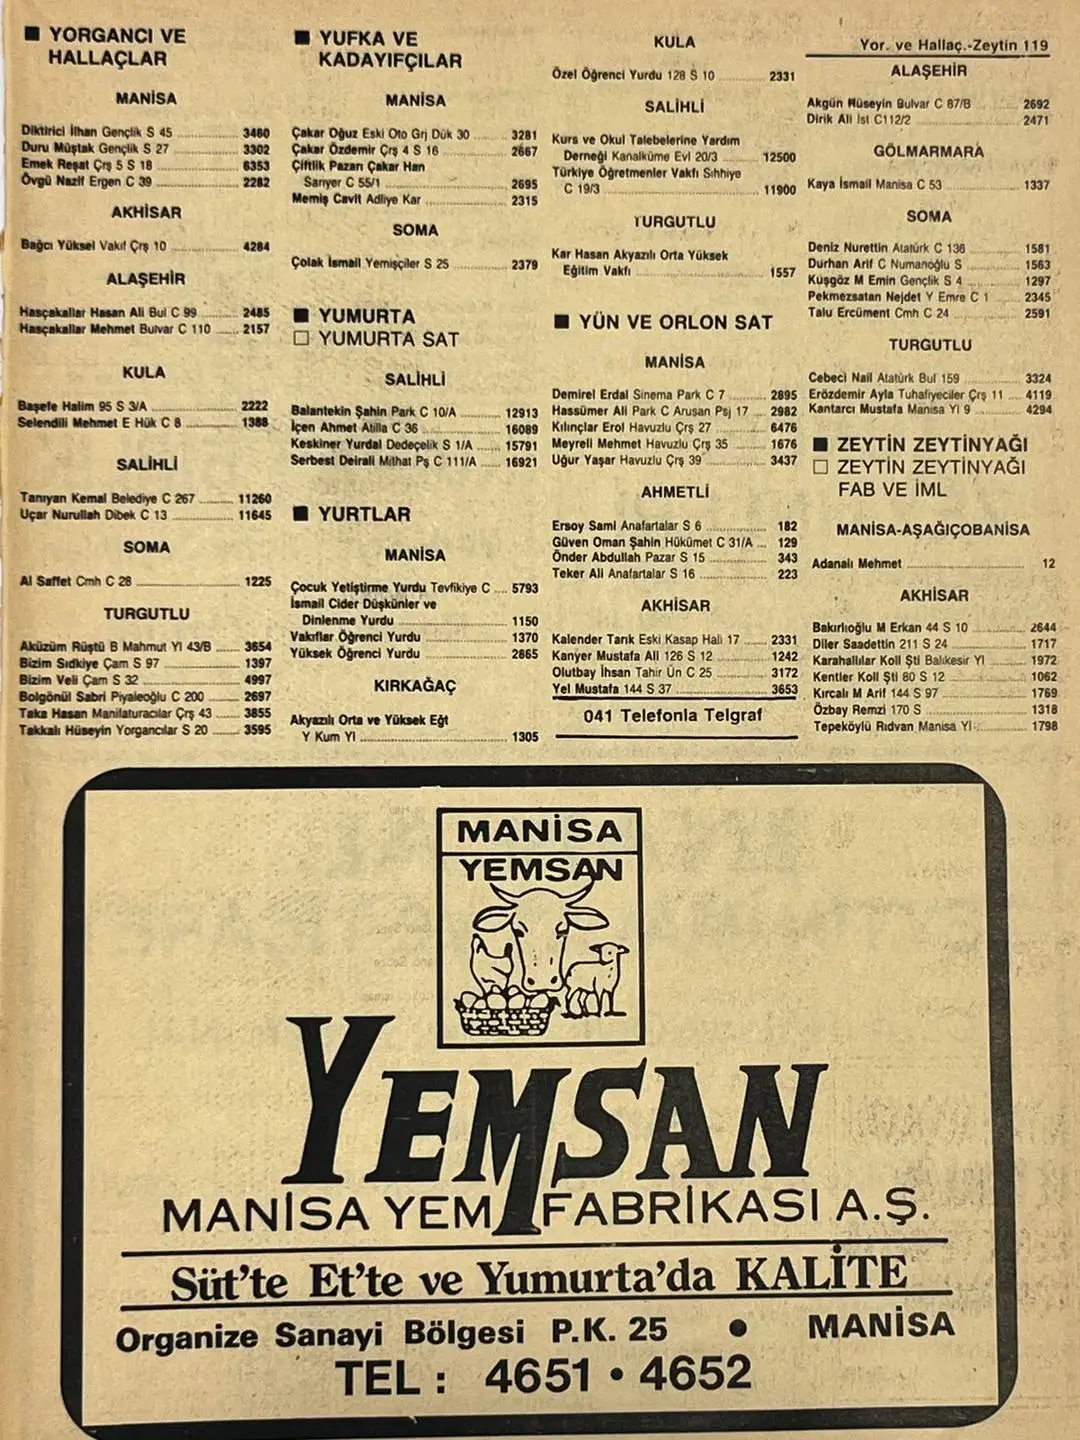 ■ YORGANCI VE
HALLAÇLAR
MANİSA
Diktirici İlhan Gençlik S 45 ........ 3460
Duru Müştak Gençlik S 27 ........ 3302
Emek Reşat Çrş 5 S 18 ........ 6353
Övgü Nazif Ergen C 39 ........ 2282
AKHİSAR
Bağcı Yüksel Vakıf Çrş 10 ........ 4284
ALAŞEHİR
Hasçakallar Hasan Ali Bul C 99 ........ 2485
Hasçakallar Mehmet Bulvar C 110 ..... 2157
KULA
Başefe Halim 95 S 3/A ........ 2222
Selendili Mehmet E Hük C 8 ........ 1388
SALİHLİ
Tanıyan Kemal Belediye C 267 ........ 11260
Uçar Nurullah Dibek C 13 ........ 11645
SOMA
Al Saffet Cmh C 28 ........ 1225
TURGUTLU
Aküzüm Rüştü B Mahmut Yl 43/B ..... 3654
Bizim Sıdkiye Çam S 97 ........ 1397
Bizim Veli Çam S 32 ........ 4997
Bolgönül Sabri Piyaleoğlu C 200 ........ 2697
Taka Hasan Manifaturacılar Çrş 43 ..... 3855
Takkalı Hüseyin Yorgancılar S 20 ..... 3595
■ YUFKA VE
KADAYIFÇILAR
MANİSA
Çakar Oğuz Eski Oto Grj Dük 30 ..... 3281
Çakar Özdemir Çrş 4 S 16 ........ 2667
Çiftlik Pazarı Çakar Han
Sarıyer C 55/1 ........ 2695
Memiş Cavit Adliye Kar ........ 2315
SOMA
Çolak İsmail Yemişçiler S 25 ........ 2379
■ YUMURTA
□ YUMURTA SAT
SALİHLİ
Balantekin Şahin Park C 10/A ........ 12913
İçen Ahmet Atilla C 36 ........ 16089
Keskiner Yurdal Dedeçelik S 1/A ..... 15791
Serbest Deirali Mithat Pş C 111/A ..... 16921
■ YURTLAR
MANİSA
Çocuk Yetiştirme Yurdu Tevfikiye C .... 5793
İsmail Cider Düşkünler ve
Dinlenme Yurdu ........ 1150
Vakıflar Öğrenci Yurdu ........ 1370
Yüksek Öğrenci Yurdu ........ 2865
KIRKAĞAÇ
Akyazılı Orta ve Yüksek Eğt
Y Kum Yl ........ 1305
KULA
Özel Öğrenci Yurdu 128 S 10 ........ 2331
SALİHLİ
Kurs ve Okul Talebelerine Yardım
Derneği Kanalküme Evl 20/3 ........ 12500
Türkiye Öğretmenler Vakfı Sıhhiye
C 19/3 ........ 11900
TURGUTLU
Kar Hasan Akyazılı Orta Yüksek
Eğitim Vakfı ........ 1557
■ YÜN VE ORLON SAT
MANİSA
Demirel Erdal Sinema Park C 7 ........ 2895
Hassümer Ali Park C Arusan Psj 17 .... 2982
Kılınçlar Erol Havuzlu Çrş 27 ........ 6476
Meyreli Mehmet Havuzlu Çrş 35 ........ 1676
Uğur Yaşar Havuzlu Çrş 39 ........ 3437
AHMETLİ
Ersoy Sami Anafartalar S 6 ........ 182
Güven Oman Şahin Hükümet C 31/A ... 129
Önder Abdullah Pazar S 15 ........ 343
Teker Ali Anafartalar S 16 ........ 223
AKHİSAR
Kalender Tarık Eski Kasap Hali 17 ..... 2331
Kanyer Mustafa Ali 126 S 12 ........ 1242
Olutbay İhsan Tahir Ün C 25 ........ 3172
Yel Mustafa 144 S 37 ........ 3653
041 Telefonla Telgraf
Yor. ve Hallaç.-Zeytin 119
ALAŞEHİR
Akgün Hüseyin Bulvar C 87/B ........ 2692
Dirik Ali İst C112/2 ........ 2471
GÖLMARMARA
Kaya İsmail Manisa C 53 ........ 1337
SOMA
Deniz Nurettin Atatürk C 136 ........ 1581
Durhan Arif C Numanoğlu S ........ 1563
Kuşgöz M Emin Gençlik S 4 ........ 1297
Pekmezsatan Nejdet Y Emre C 1 ...... 2345
Talu Ercüment Cmh C 24 ........ 2591
TURGUTLU
Cebeci Nail Atatürk Bul 159 ........ 3324
Erözdemir Ayla Tuhafiyeciler Çrş 11 .... 4119
Kantarcı Mustafa Manisa Yl 9 ........ 4294
■ ZEYTİN ZEYTİNYAĞI
□ ZEYTİN ZEYTİNYAĞI
FAB VE İML
MANİSA-AŞAĞIÇOBANİSA
Adanalı Mehmet ........ 12
AKHİSAR
Bakırlıoğlu M Erkan 44 S 10 ........ 2644
Diler Saadettin 211 S 24 ........ 1717
Karahallılar Koll Şti Balıkesir Yl ........ 1972
Kentler Koll Şti 80 S 12 ........ 1062
Kırcalı M Arif 144 S 97 ........ 1769
Özbay Remzi 170 S ........ 1318
Tepeköylü Rıdvan Manisa Yl ........ 1798
MANİSA
YEMSAN
YEMSAN
MANİSA YEM FABRİKASI A.Ş.
Süt'te Et'te ve Yumurta'da KALİTE
Organize Sanayi Bölgesi P.K. 25 • MANİSA
TEL : 4651 • 4652